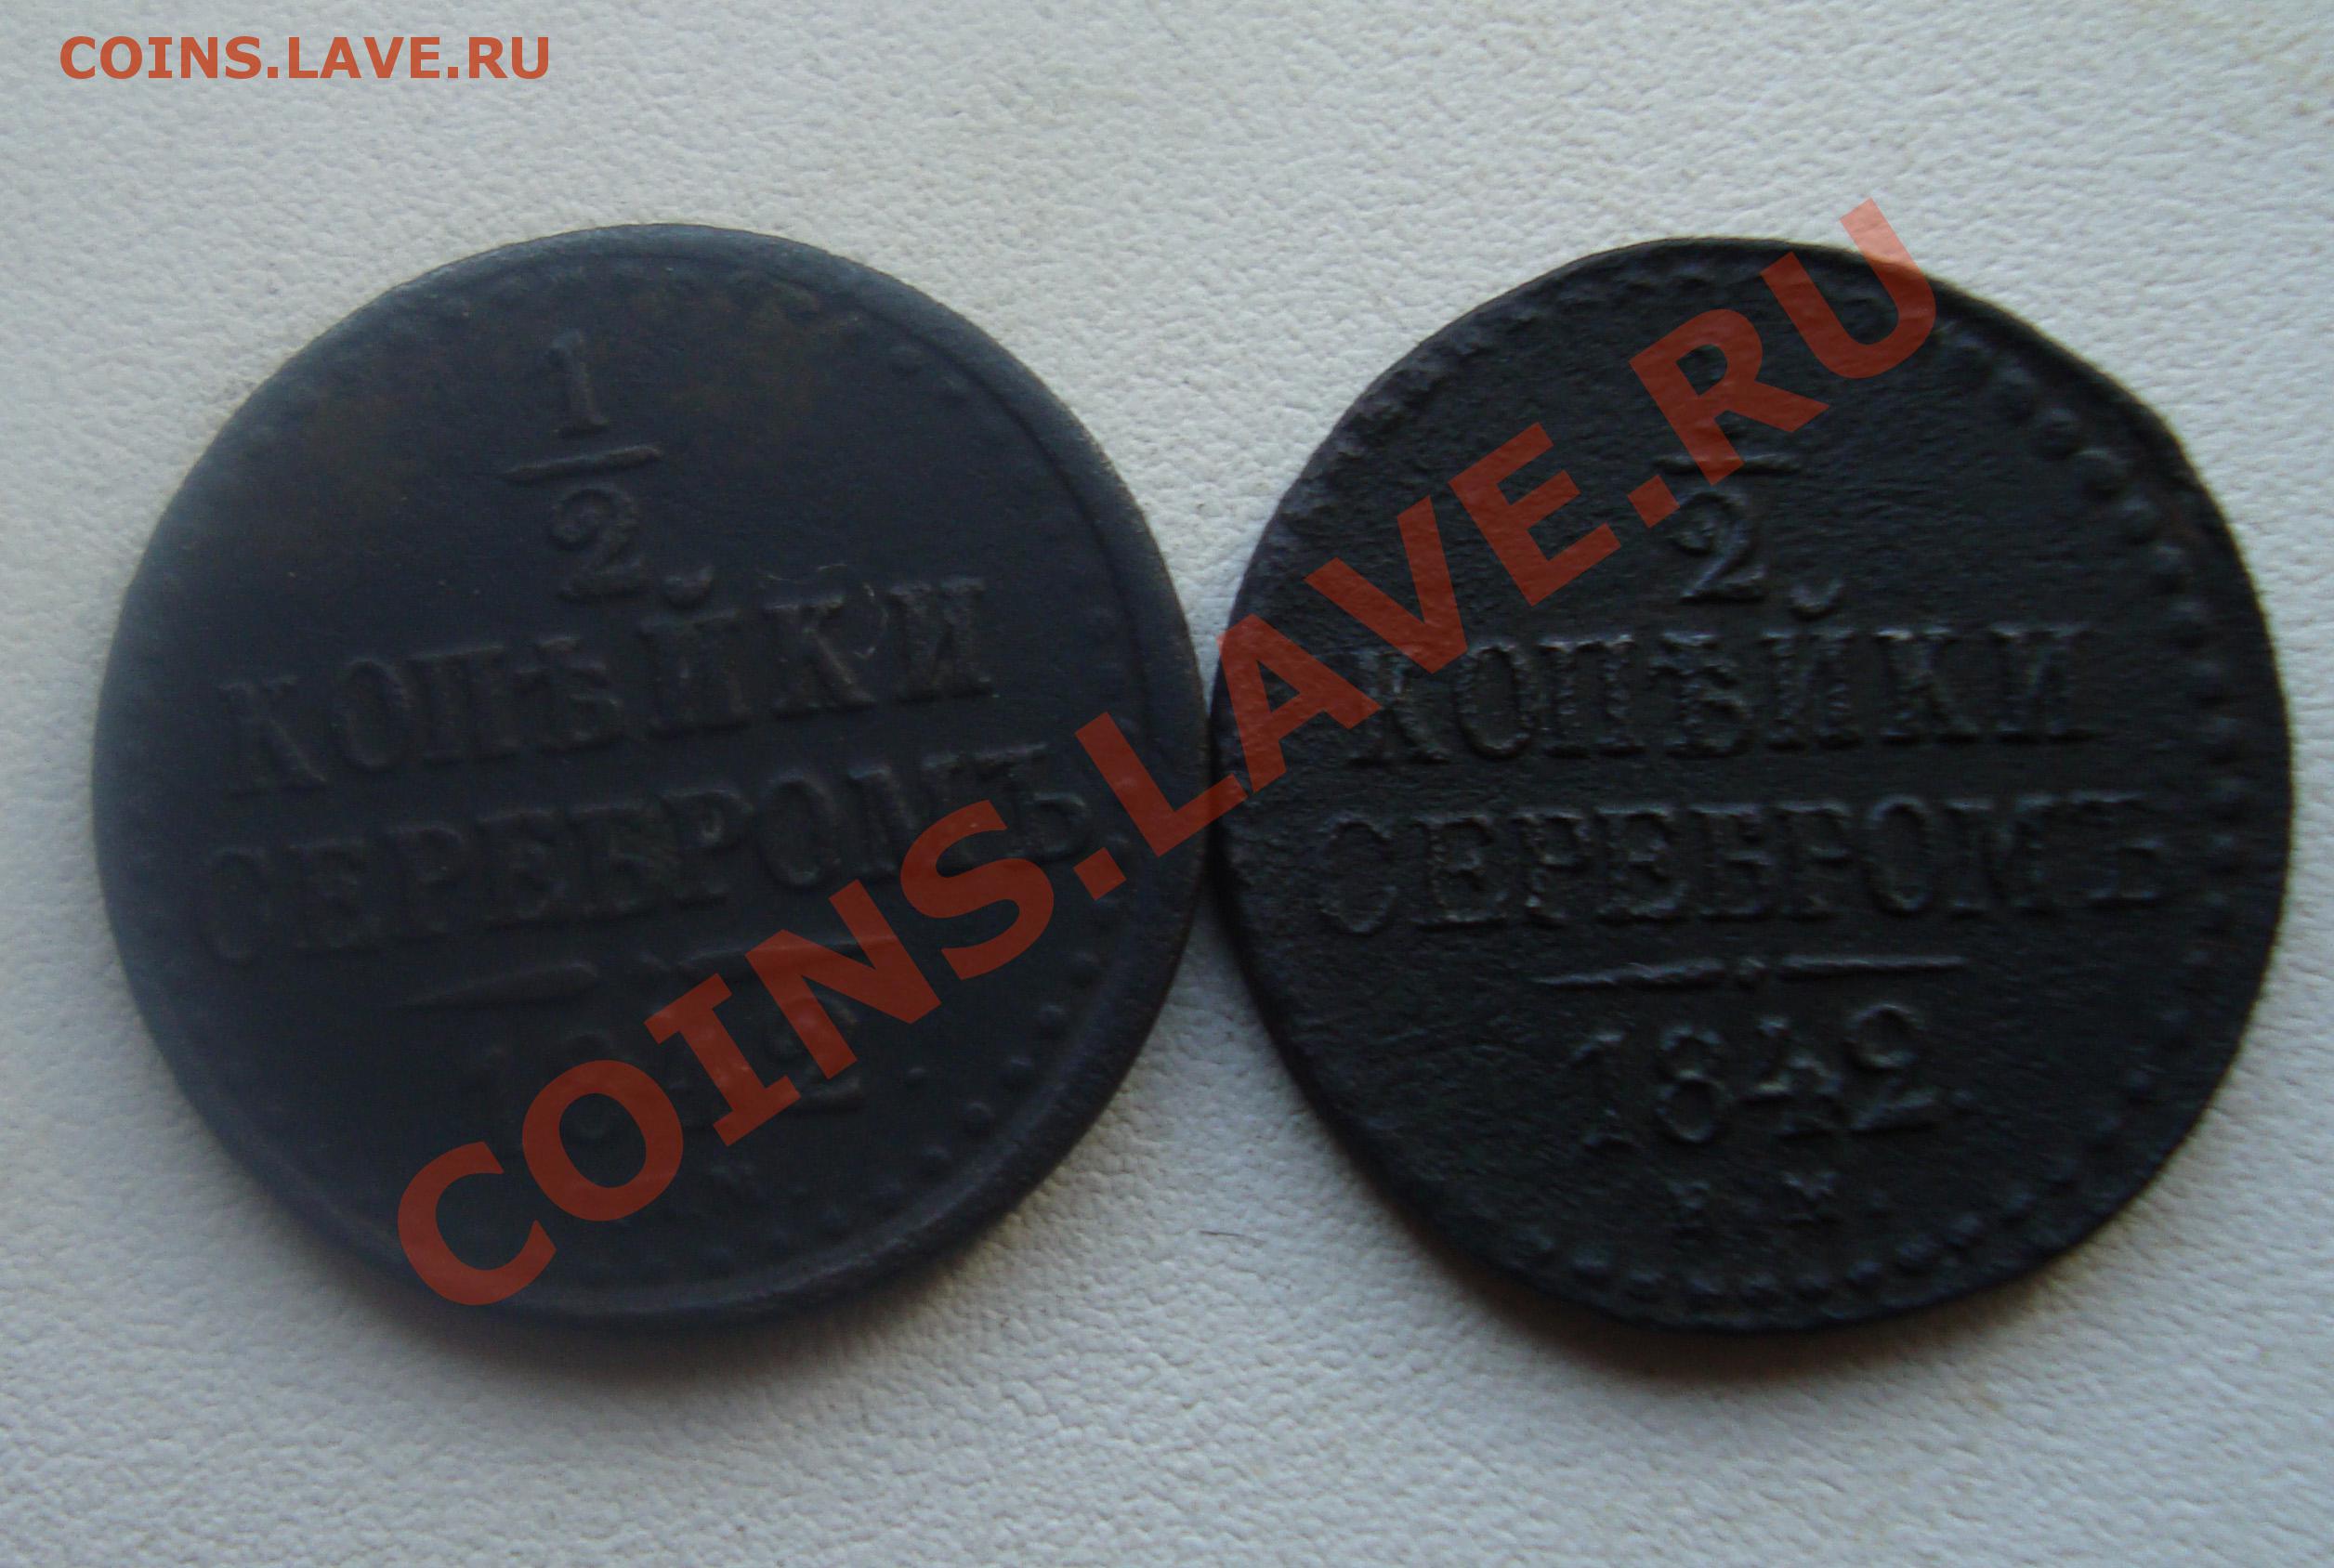 COINS.LAVE.RU
1
2
КОПѢЙКИ
СЕРЕБРОМЪ
2
КОПѢЙКИ
СЕРЕБРОМЪ
1842
COINS.LAVE.RU